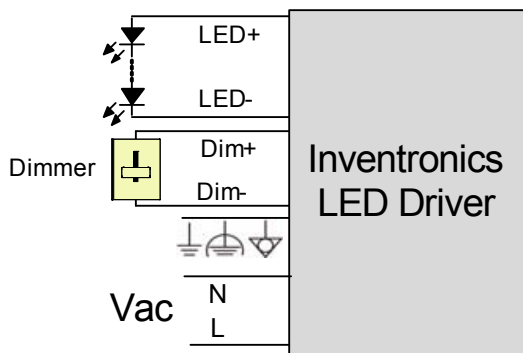 LED+
LED-
Dimmer
Dim+
Dim-
Inventronics
LED Driver
Vac
N
L